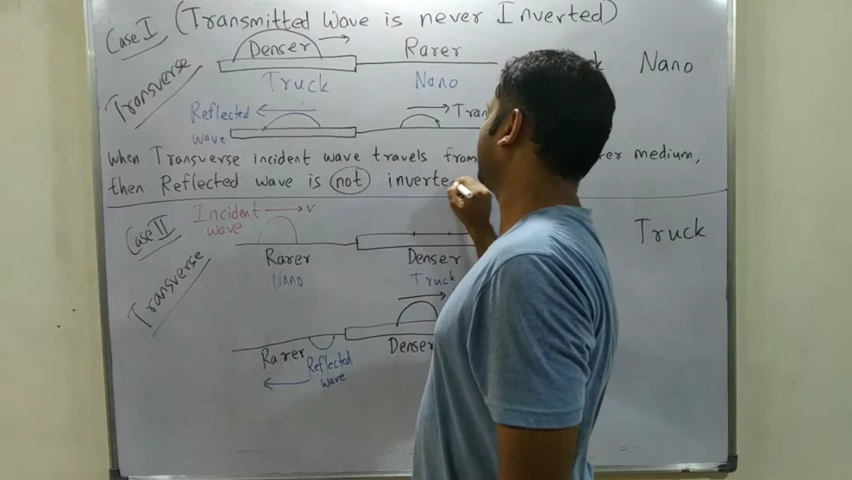 Case I (Transmitted Wave is never Inverted)
Transverse
Denser Rarer Nano
Truck Nano
Reflected wave
when Transverse incident wave travels from medium,
then Reflected wave is not inverte
Case II
Transverse
Incident wave v
Rarer Denser Truck
Nano Truck
Rarer Denser
Reflected wave